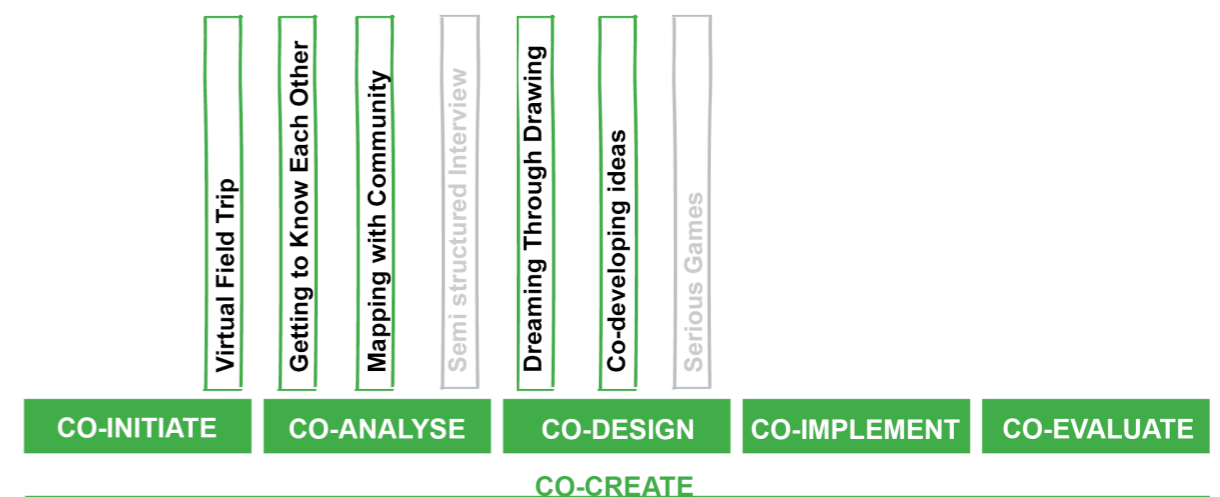 Virtual Field Trip
Getting to Know Each Other
Mapping with Community
Semi structured Interview
Dreaming Through Drawing
Co-developing ideas
Serious Games
CO-INITIATE
CO-ANALYSE
CO-DESIGN
CO-IMPLEMENT
CO-EVALUATE
CO-CREATE